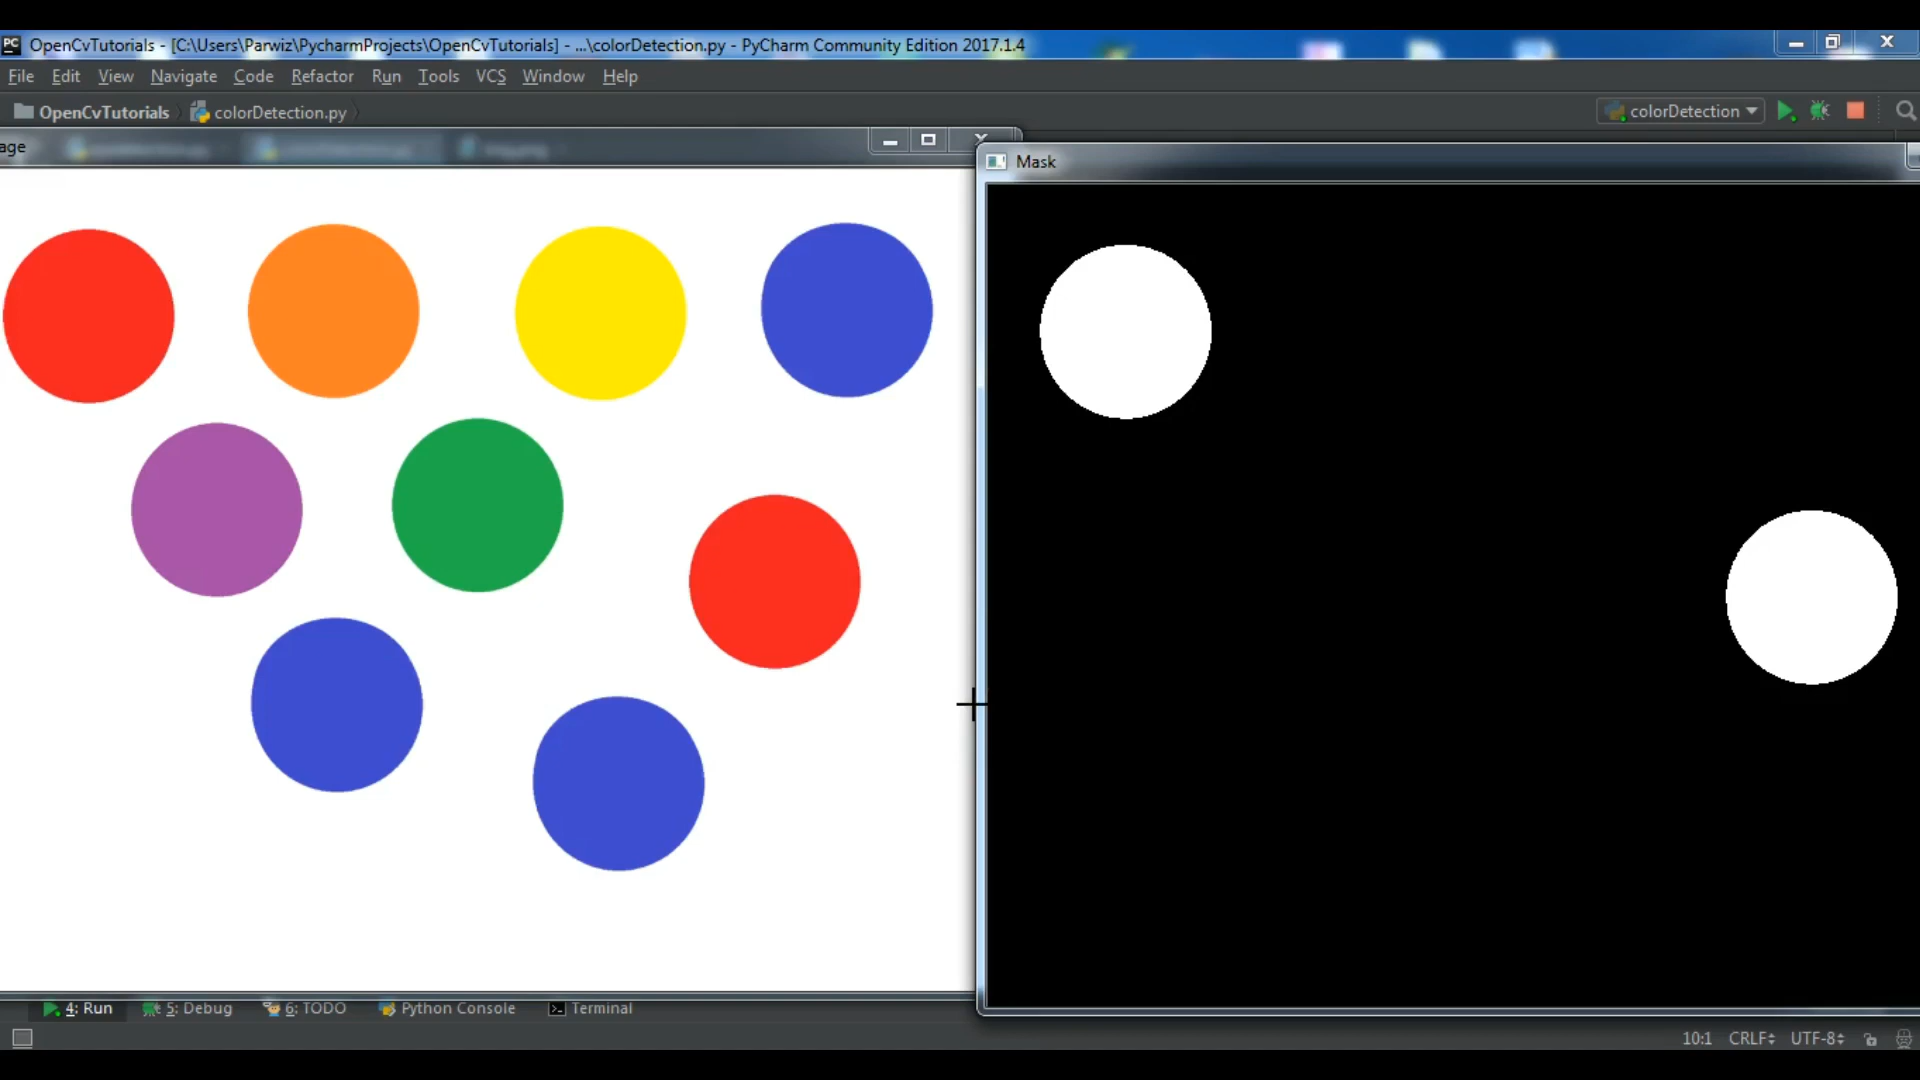 PC OpenCvTutorials - [C:\Users\Parwiz\PycharmProjects\OpenCvTutorials] - ...\colorDetection.py - PyCharm Community Edition 2017.1.4
File Edit View Navigate Code Refactor Run Tools VCS Window Help
OpenCvTutorials colorDetection.py colorDetection
age
Mask
4: Run 5: Debug 6: TODO Python Console Terminal
10:1 CRLF UTF-8